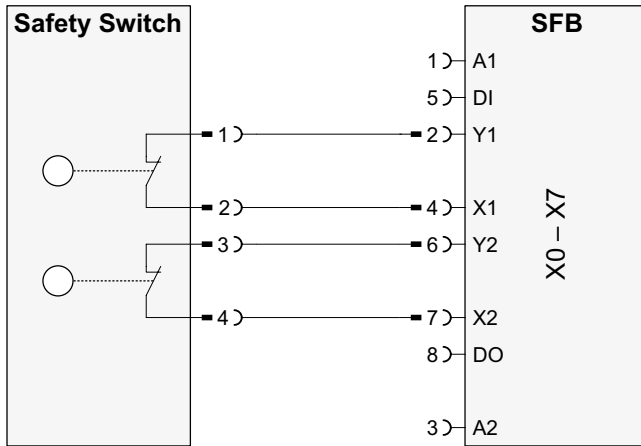 Safety Switch
SFB
1 A1
5 DI
1 2 Y1
2 4 X1
3 6 Y2
4 7 X2
8 DO
3 A2
X0 – X7